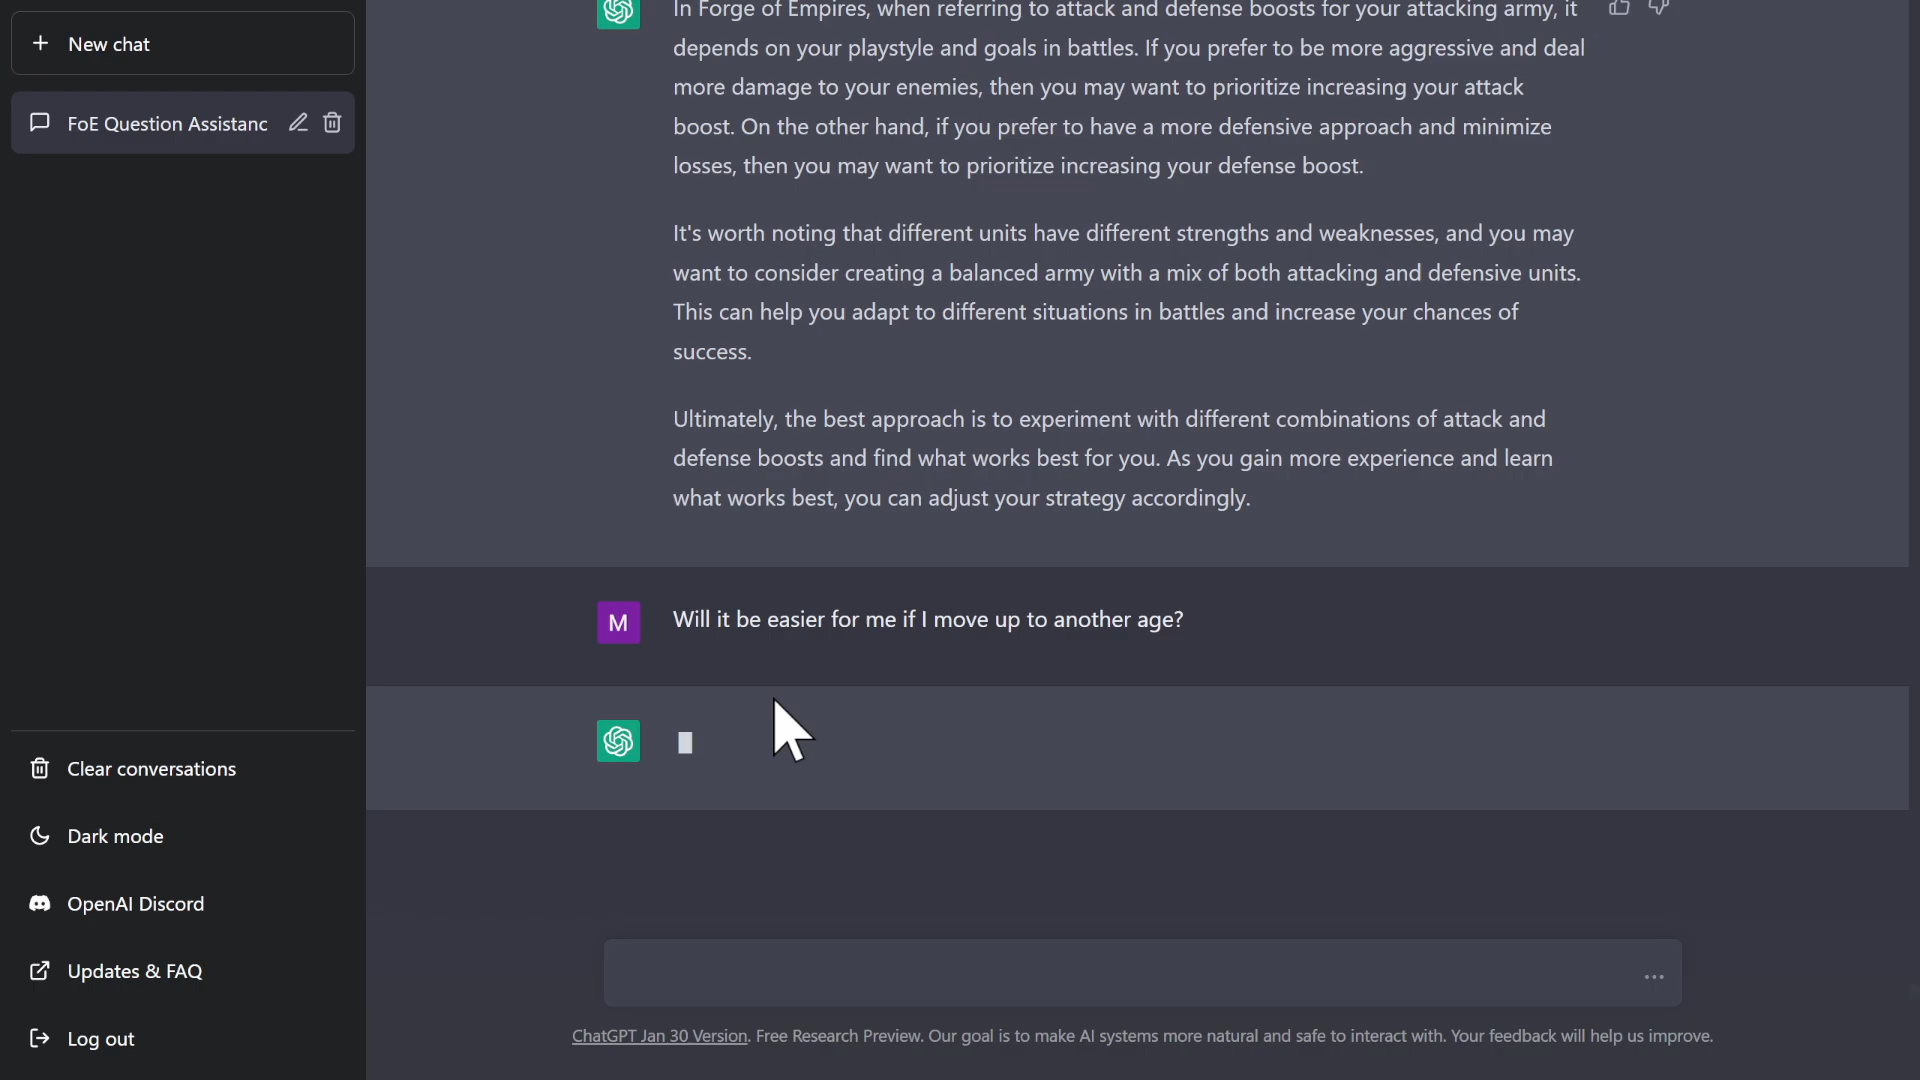 New chat
FoE Question Assistanc
Clear conversations
Dark mode
OpenAI Discord
Updates & FAQ
Log out
In Forge of Empires, when referring to attack and defense boosts for your attacking army, it
depends on your playstyle and goals in battles. If you prefer to be more aggressive and deal
more damage to your enemies, then you may want to prioritize increasing your attack
boost. On the other hand, if you prefer to have a more defensive approach and minimize
losses, then you may want to prioritize increasing your defense boost.
It's worth noting that different units have different strengths and weaknesses, and you may
want to consider creating a balanced army with a mix of both attacking and defensive units.
This can help you adapt to different situations in battles and increase your chances of
success.
Ultimately, the best approach is to experiment with different combinations of attack and
defense boosts and find what works best for you. As you gain more experience and learn
what works best, you can adjust your strategy accordingly.
M
Will it be easier for me if I move up to another age?
ChatGPT Jan 30 Version. Free Research Preview. Our goal is to make AI systems more natural and safe to interact with. Your feedback will help us improve.